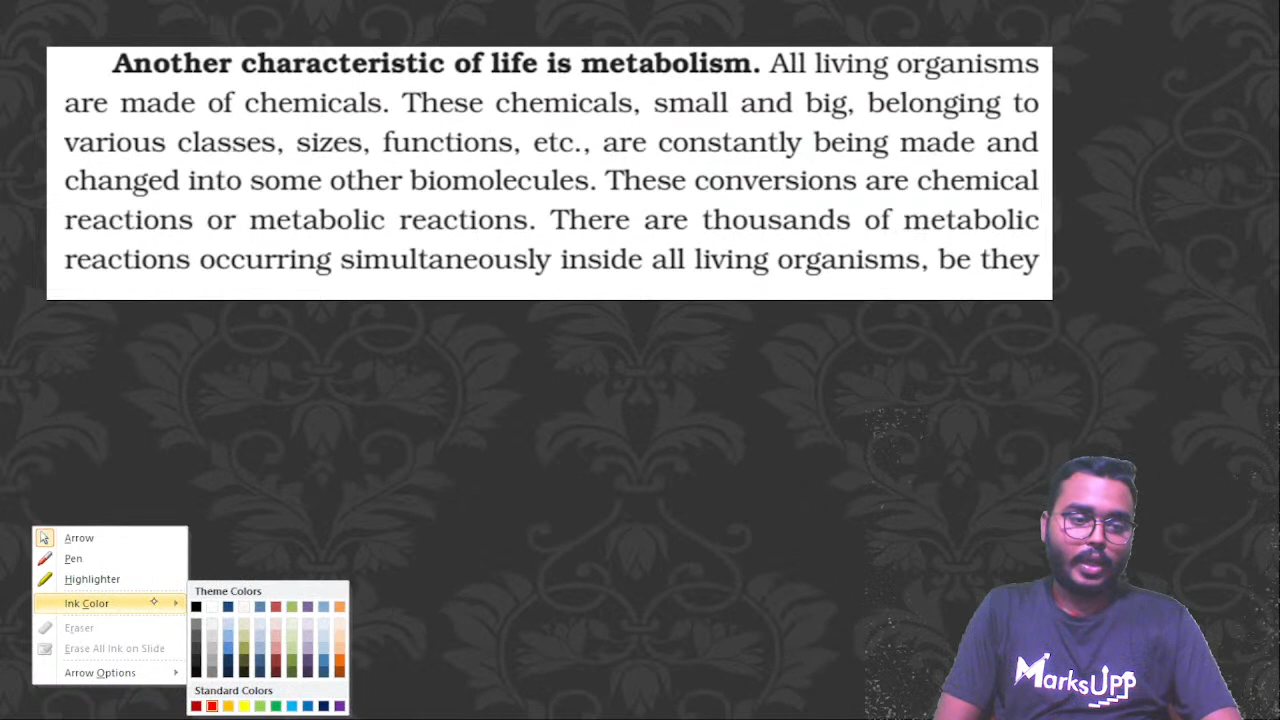 Another characteristic of life is metabolism. All living organisms
are made of chemicals. These chemicals, small and big, belonging to
various classes, sizes, functions, etc., are constantly being made and
changed into some other biomolecules. These conversions are chemical
reactions or metabolic reactions. There are thousands of metabolic
reactions occurring simultaneously inside all living organisms, be they
Arrow
Pen
Highlighter
Ink Color
Eraser
Erase All Ink on Slide
Arrow Options
Theme Colors
Standard Colors
MarksUPP